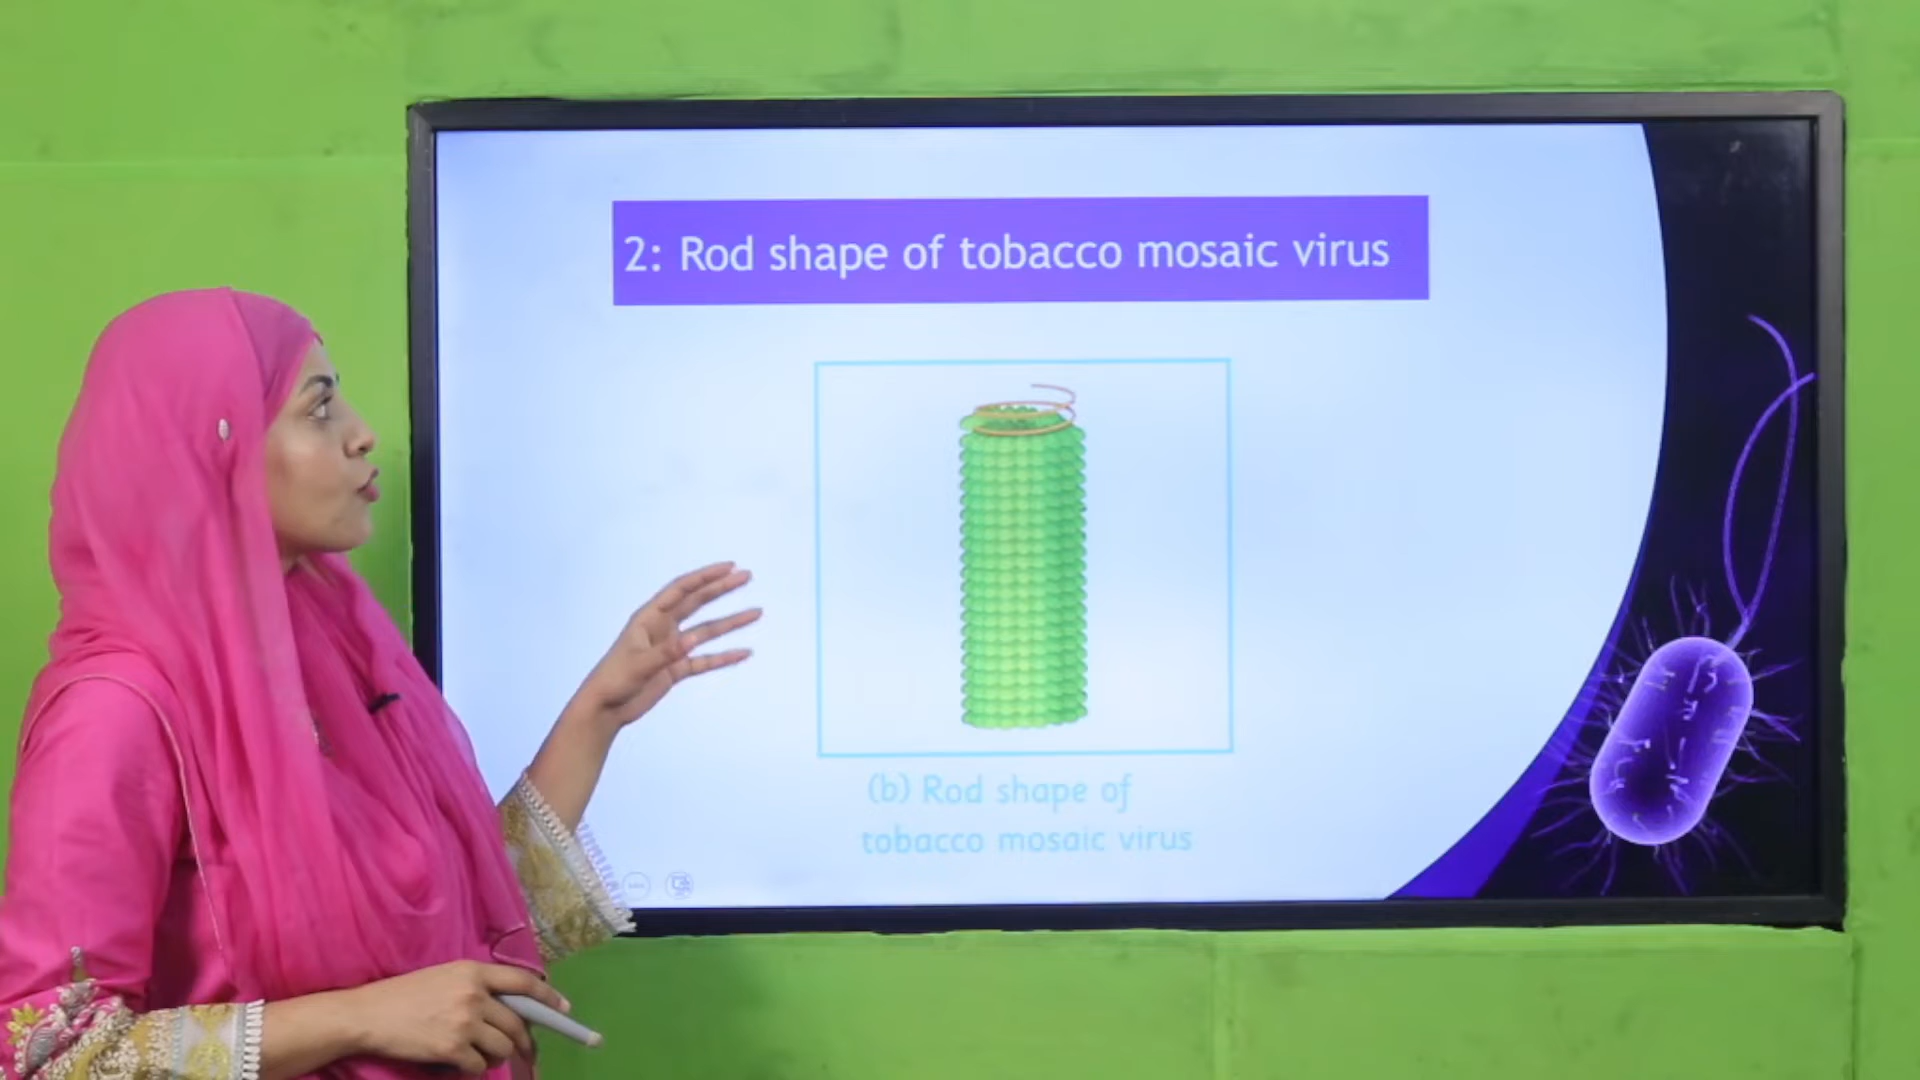 2: Rod shape of tobacco mosaic virus
(b) Rod shape of
tobacco mosaic virus